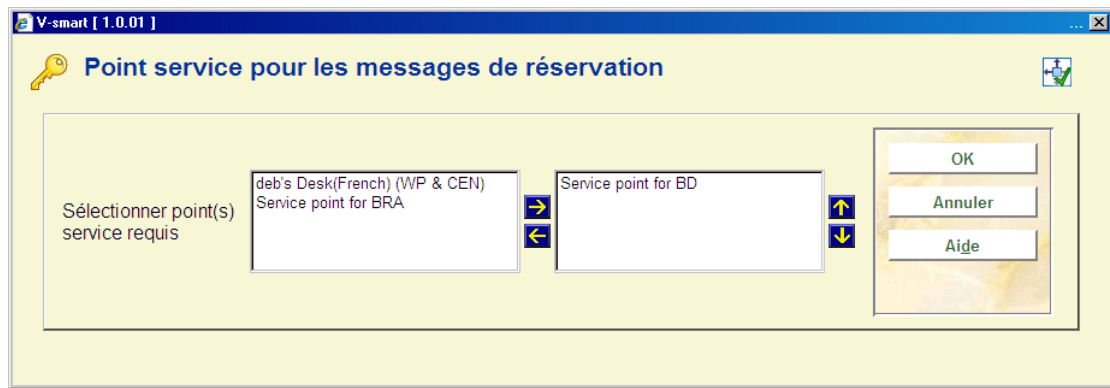 V-smart [ 1.0.01 ]
...
Point service pour les messages de réservation
Sélectionner point(s)
service requis
deb's Desk(French) (WP & CEN)
Service point for BRA
Service point for BD
OK
Annuler
Aide